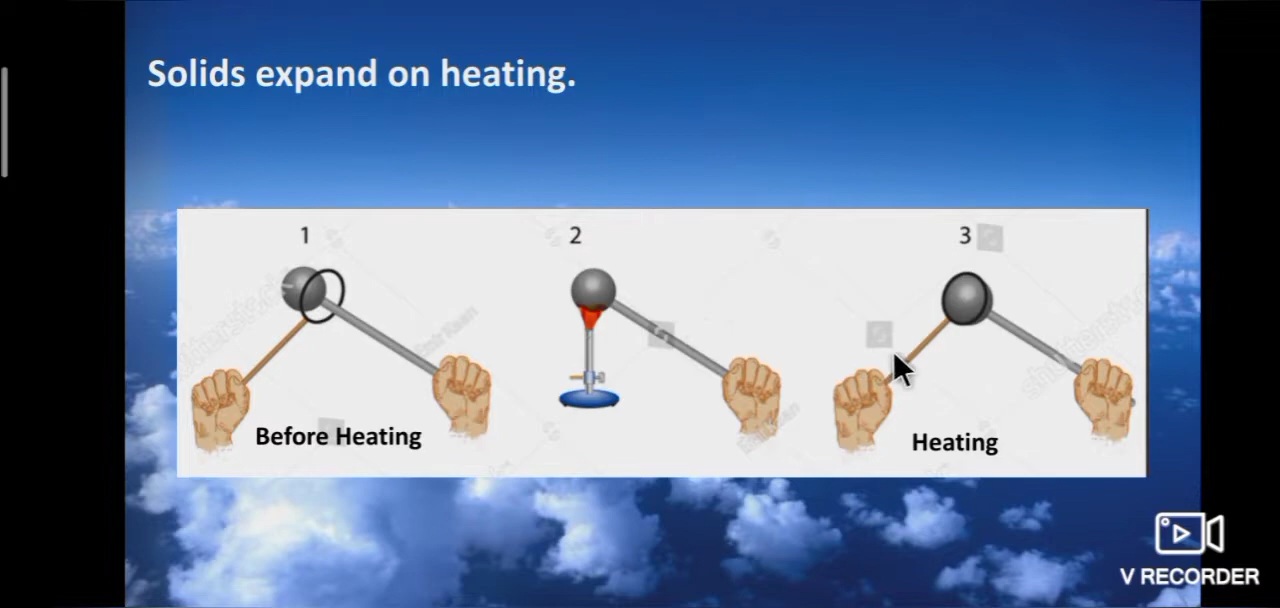 Solids expand on heating.
1
2
3
Before Heating
Heating
V RECORDER